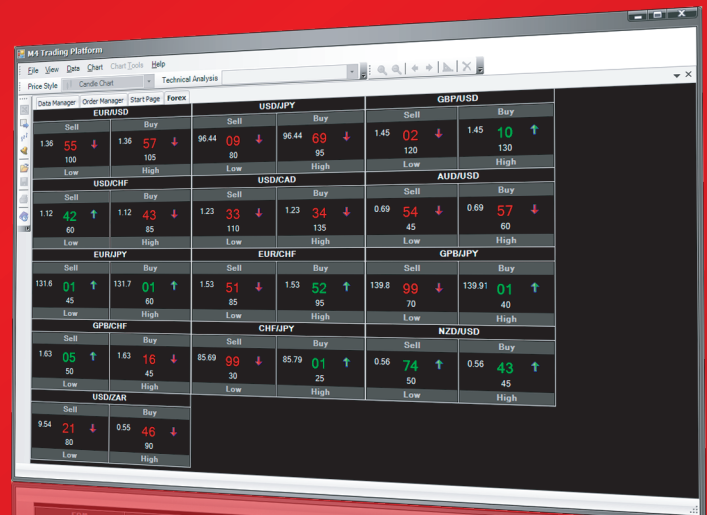 M4 Trading Platform
File View Data Chart Chart Tools Help
Price Style Candle Chart Technical Analysis
Data Manager Order Manager Start Page Forex
EUR/USD USD/JPY GBP/USD
Sell Buy Sell Buy Sell Buy
1.36 55 1.36 57 96.44 09 96.44 69 1.45 02 1.45 10
100 105 80 95 120 130
Low High Low High Low High
USD/CHF USD/CAD AUD/USD
Sell Buy Sell Buy Sell Buy
1.12 42 1.12 43 1.23 33 1.23 34 0.69 54 0.69 57
60 85 110 135 45 60
Low High Low High Low High
EUR/JPY EUR/CHF GPB/JPY
Sell Buy Sell Buy Sell Buy
131.6 01 131.7 01 1.53 51 1.53 52 139.8 99 139.91 01
45 60 85 95 70 40
Low High Low High Low High
GPB/CHF CHF/JPY NZD/USD
Sell Buy Sell Buy Sell Buy
1.63 05 1.63 16 85.69 99 85.79 01 0.56 74 0.56 43
50 45 30 25 50 45
Low High Low High Low High
USD/ZAR
Sell Buy
9.54 21 0.55 46
80 90
Low High